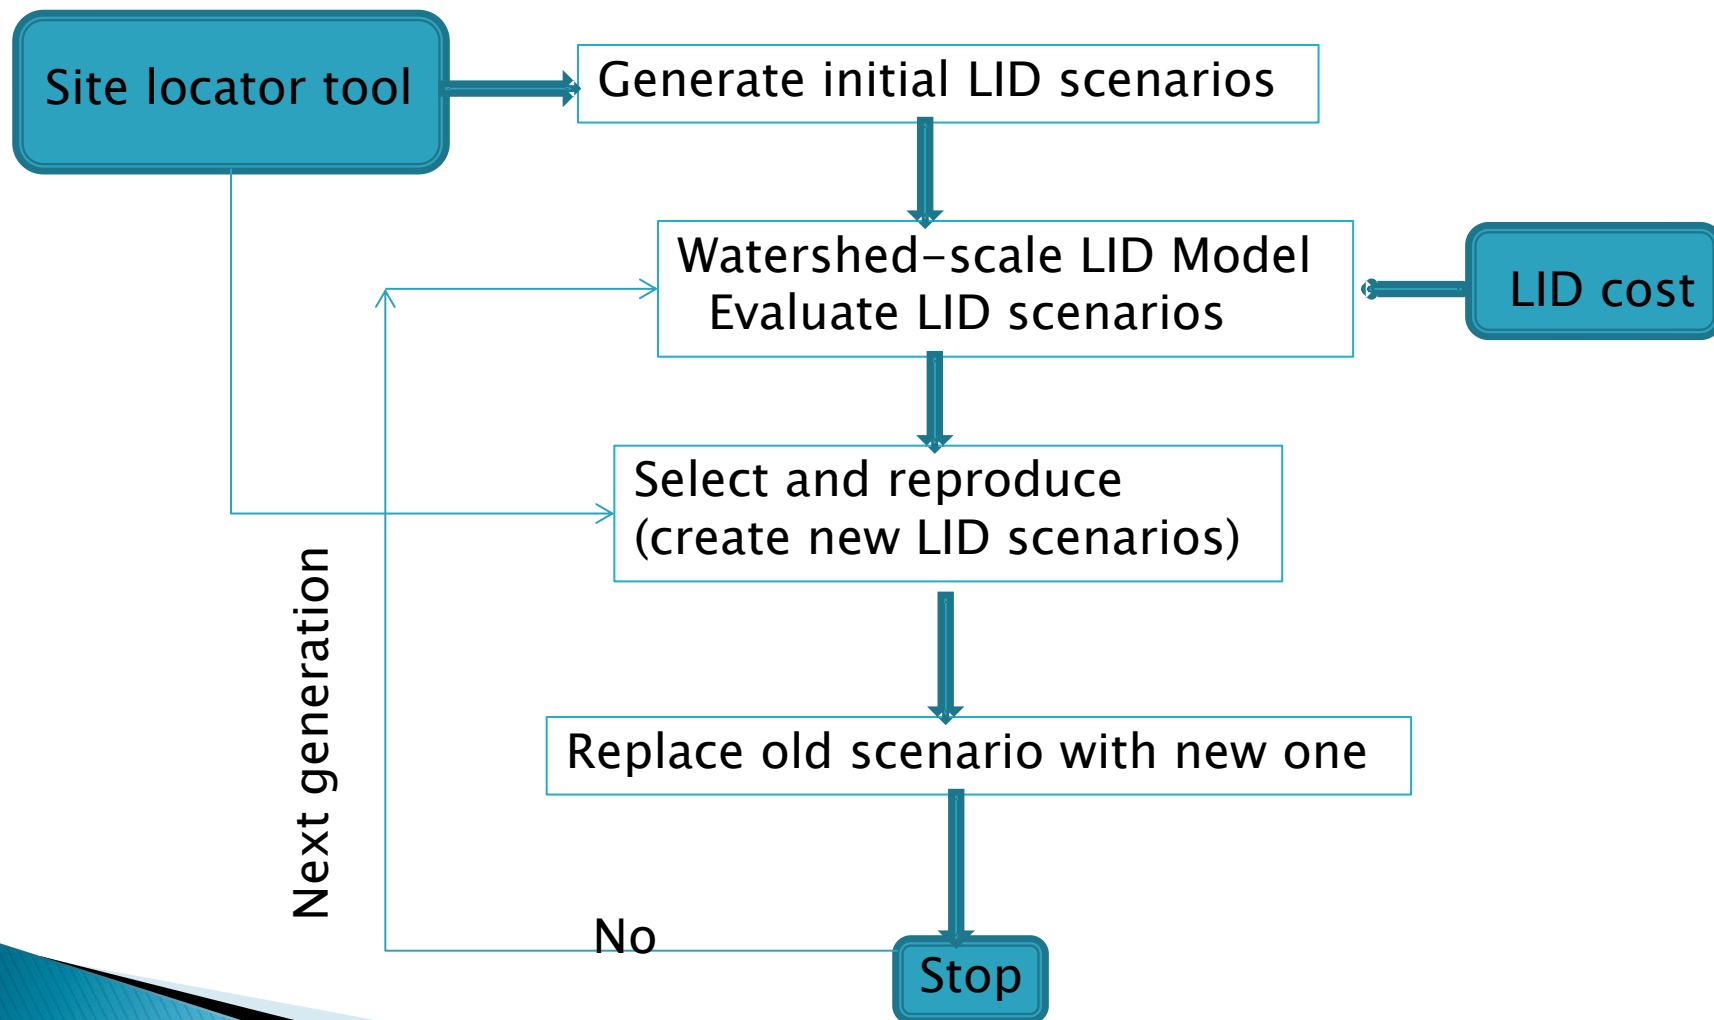 Site locator tool
Generate initial LID scenarios
Watershed-scale LID Model
Evaluate LID scenarios
LID cost
Select and reproduce
(create new LID scenarios)
Next generation
Replace old scenario with new one
No
Stop